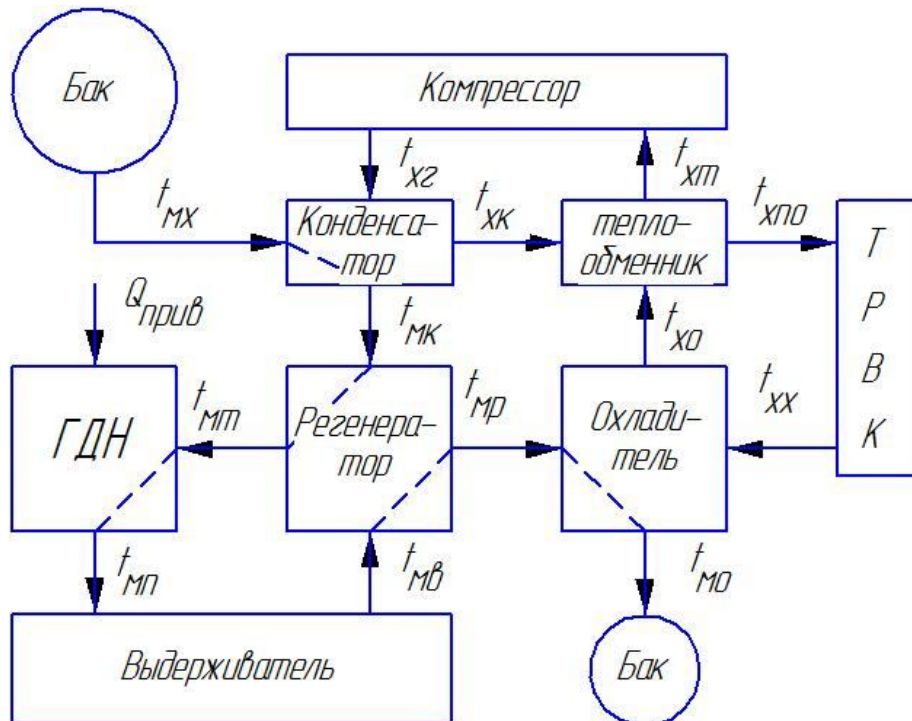 Бак
Компрессор
t хг
t хт
t мх
Конденса-
тор
t хк
тепло-
обменник
t хпо
Т
Р
В
К
Q прив
t мк
t хо
t мт
t мр
t хх
ГДН
Регенера-
тор
Охлади-
тель
t мп
t мв
t мо
Выдерживатель
Бак